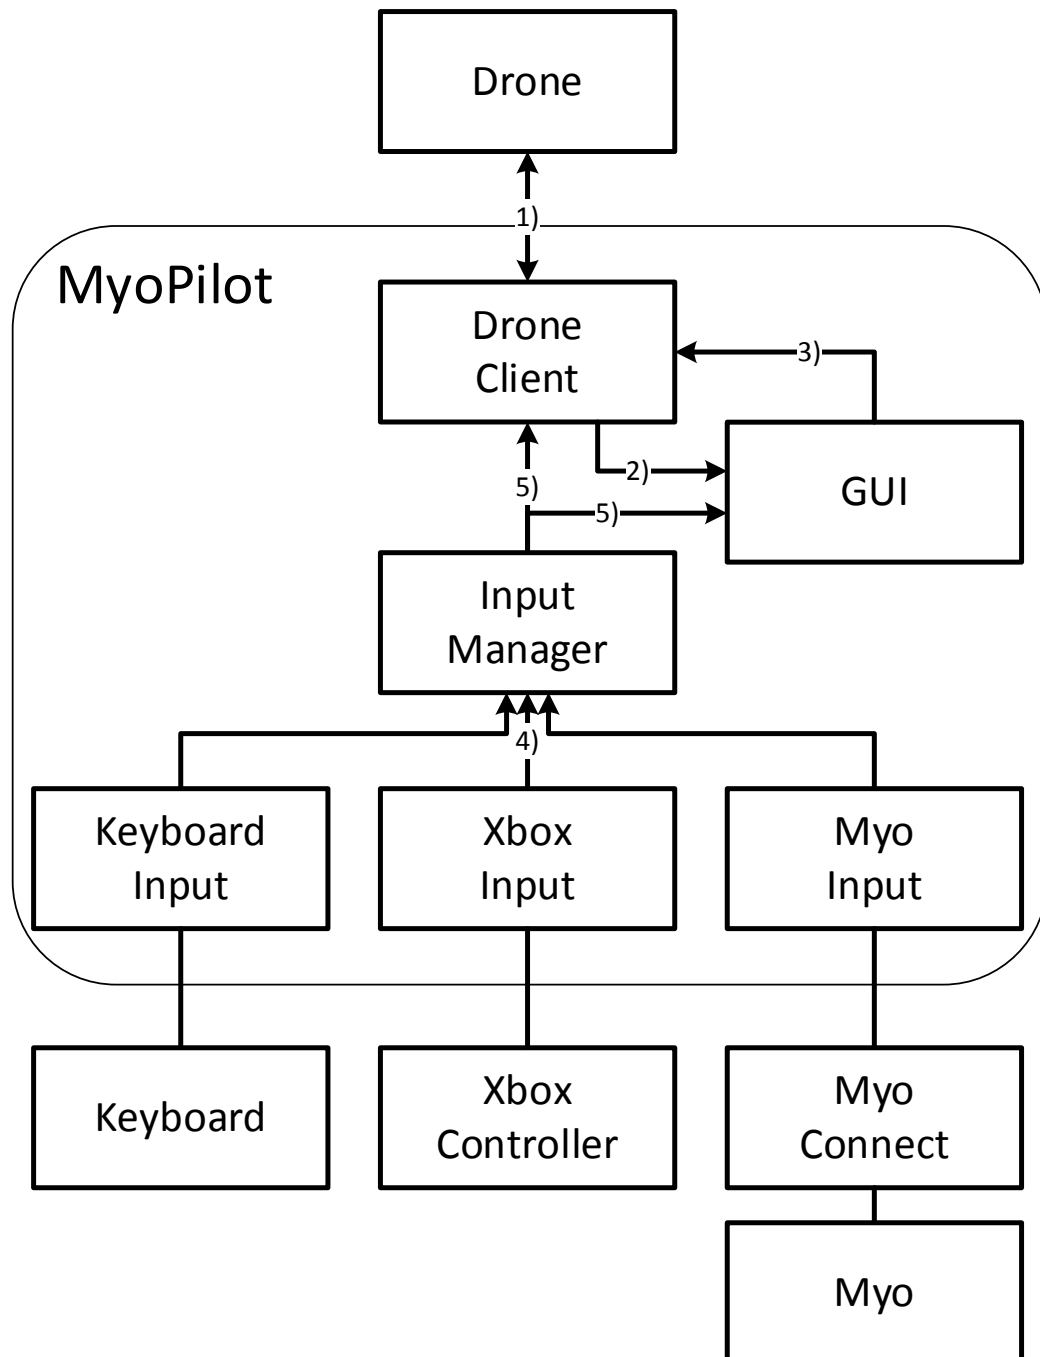 Drone
1)
MyoPilot
Drone
Client
3)
2)
GUI
5)
5)
Input
Manager
4)
Keyboard
Input
Xbox
Input
Myo
Input
Keyboard
Xbox
Controller
Myo
Connect
Myo